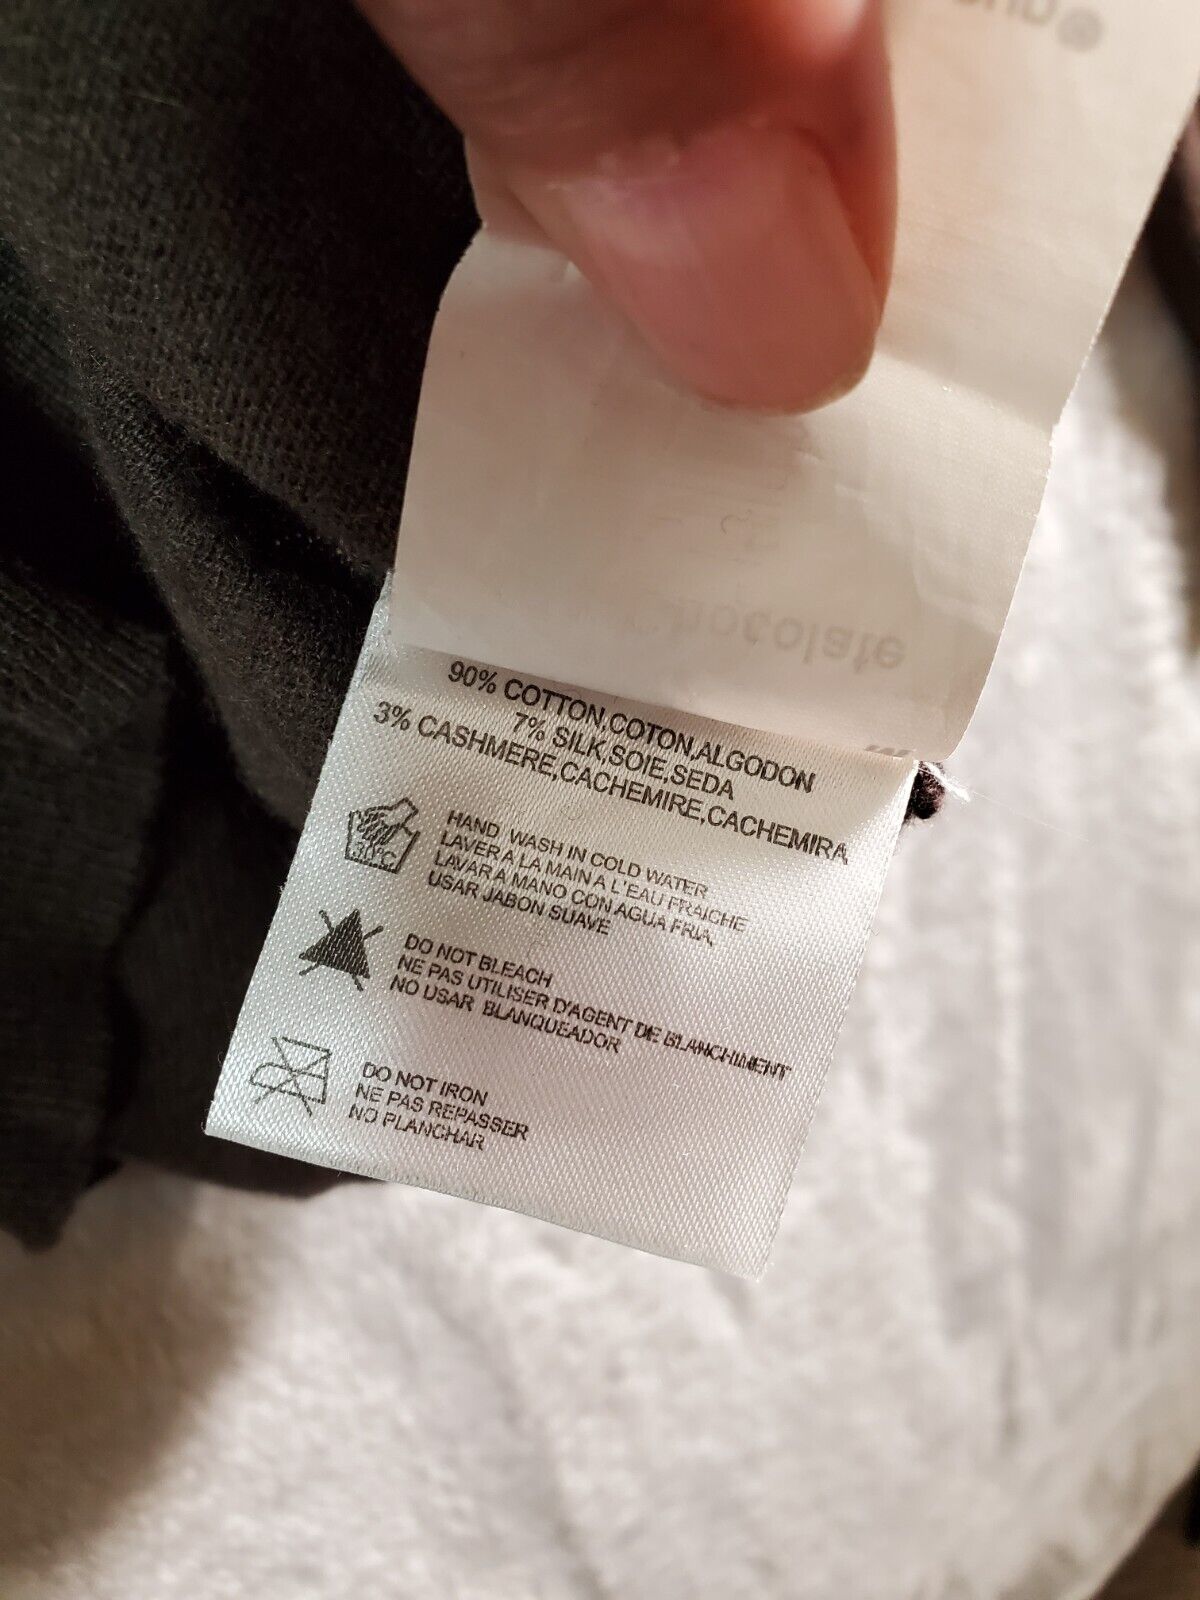 Chocolate
90% COTTON,COTON,ALGODON
7% SILK,SOIE,SEDA
3% CASHMERE,CACHEMIRE,CACHEMIRA
30°C
HAND WASH IN COLD WATER
LAVER A LA MAIN A L'EAU FRAICHE
LAVAR A MANO CON AGUA FRIA,
USAR JABON SUAVE
DO NOT BLEACH
NE PAS UTILISER D'AGENT DE BLANCHIMENT
NO USAR BLANQUEADOR
DO NOT IRON
NE PAS REPASSER
NO PLANCHAR